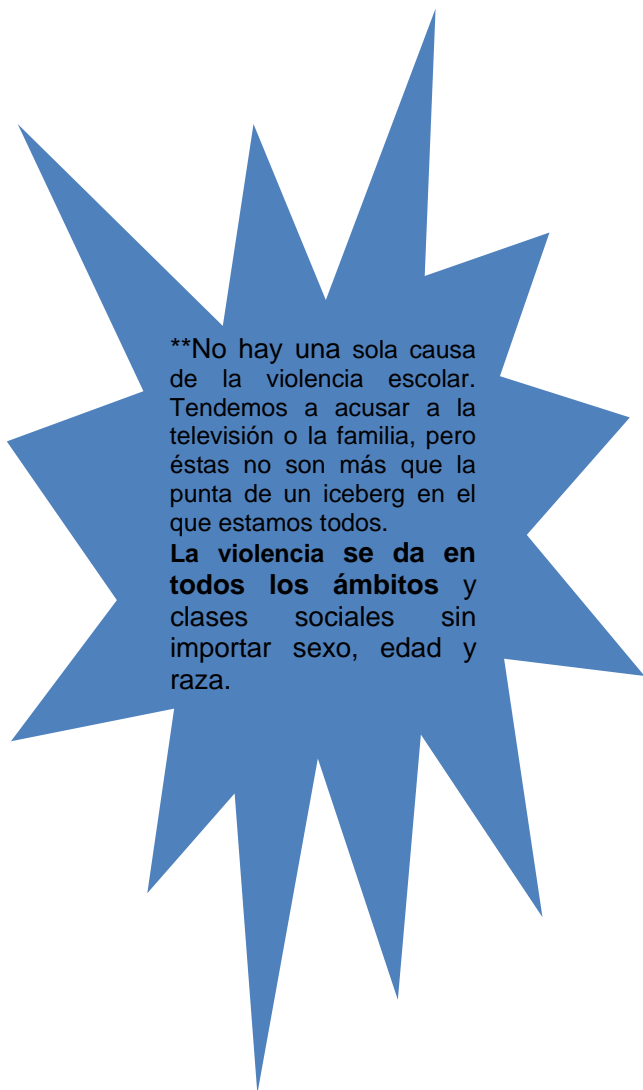 **No hay una sola causa
de la violencia escolar.
Tendemos a acusar a la
televisión o la familia, pero
éstas no son más que la
punta de un iceberg en el
que estamos todos.
La violencia se da en
todos los ámbitos y
clases sociales sin
importar sexo, edad y
raza.